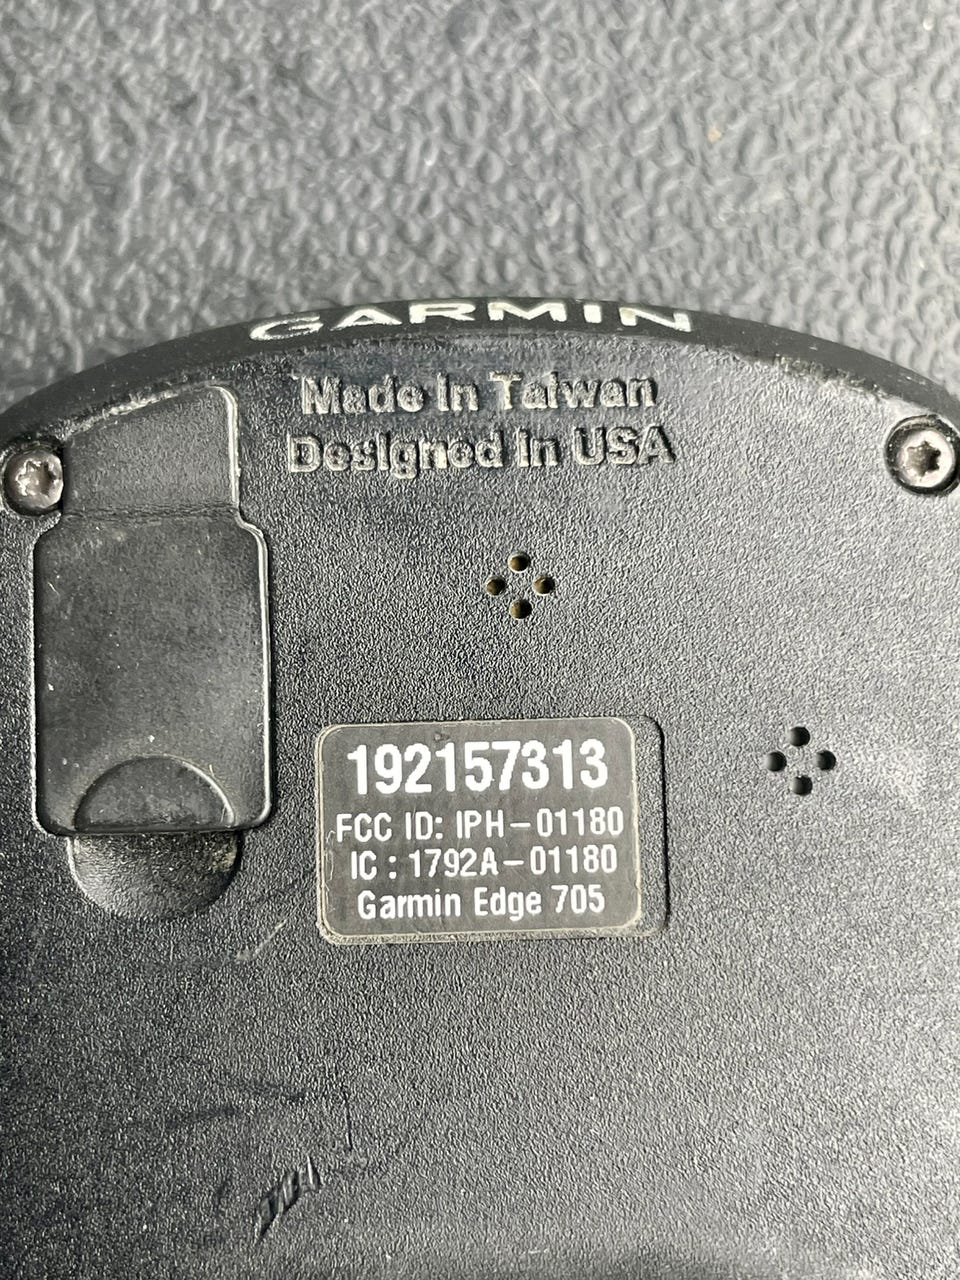 GARMIN
Made in Taiwan
Designed in USA
192157313
FCC ID: IPH-01180
IC : 1792A-01180
Garmin Edge 705